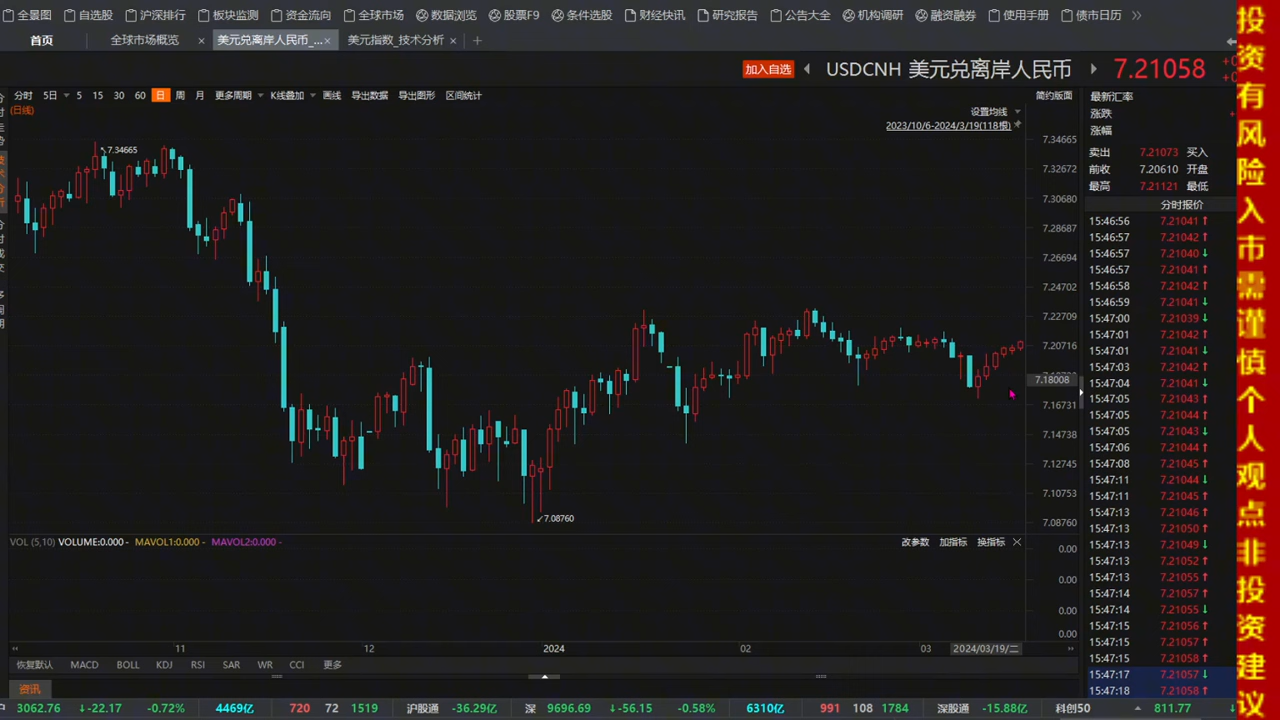 全景图 自选股 沪深排行 板块监测 资金流向 全球市场 数据浏览 股票F9 条件选股 财经快讯 研究报告 公告大全 机构调研 融资融券 使用手册 债市日历
首页 全球市场概览 × 美元兑离岸人民币_...× 美元指数_技术分析 × +
加入自选 USDCNH 美元兑离岸人民币 7.21058
分时 5日 5 15 30 60 日 周 月 更多周期 K线叠加 画线 导出数据 导出图形 区间统计 简约版面
(日线)
设置均线
2023/10/6-2024/3/19(118根)
7.34665
7.08760
7.34665
7.32672
7.30680
7.28687
7.26694
7.24702
7.22709
7.20716
7.18008
7.16731
7.14738
7.12745
7.10753
7.08760
VOL (5,10) VOLUME:0.000 - MAVOL1:0.000 - MAVOL2:0.000 - 改参数 加指标 换指标 ×
0.00
0.00
0.00
0.00
11 12 2024 02 03 2024/03/19/二
恢复默认 MACD BOLL KDJ RSI SAR WR CCI 更多
资讯
最新汇率
涨跌
涨幅
卖出 7.21073 买入
前收 7.20610 开盘
最高 7.21121 最低
分时报价
15:46:56 7.21041↑
15:46:57 7.21042↑
15:46:57 7.21040↓
15:46:57 7.21041↑
15:46:58 7.21042↑
15:46:59 7.21041↓
15:47:00 7.21039↓
15:47:01 7.21042↑
15:47:01 7.21041↓
15:47:03 7.21042↑
15:47:04 7.21041↓
15:47:05 7.21043↑
15:47:05 7.21044↑
15:47:05 7.21043↓
15:47:06 7.21044↑
15:47:08 7.21045↑
15:47:11 7.21044↓
15:47:11 7.21045↑
15:47:13 7.21046↑
15:47:13 7.21050↑
15:47:13 7.21049↓
15:47:13 7.21052↑
15:47:13 7.21055↑
15:47:14 7.21057↑
15:47:14 7.21055↓
15:47:15 7.21056↑
15:47:15 7.21057↑
15:47:15 7.21058↑
15:47:17 7.21057↓
15:47:18 7.21058↑
3062.76 ↓-22.17 -0.72% 4469亿 720 72 1519 沪股通 -36.29亿 深 9696.69 ↓-56.15 -0.58% 6310亿 991 108 1784 深股通 -15.88亿 科创50 811.77
投资有风险入市需谨慎个人观点非投资建议